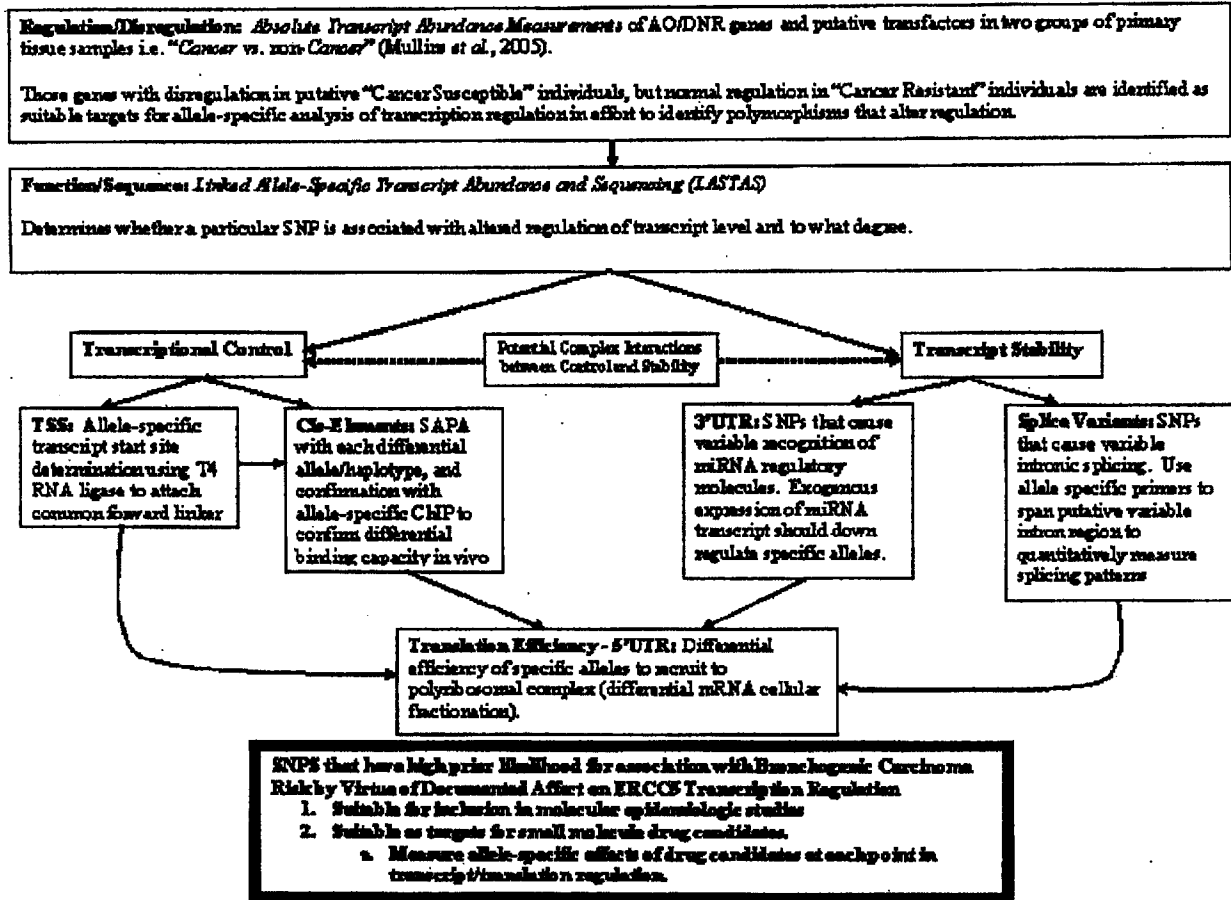 Regulation/Disregulation: Absolute Transcript Abundance Measurements of AO/DNR genes and putative transfactors in two groups of primary
tissue samples i.e. "Cancer vs. non-Cancer" (Mullins et al., 2005).
Those genes with disregulation in putative "Cancer Susceptible" individuals, but normal regulation in "Cancer Resistant" individuals are identified as
suitable targets for allele-specific analysis of transcription regulation in effort to identify polymorphisms that alter regulation.
Function/Sequence: Linked Allele-Specific Transcript Abundance and Sequencing (LASTAS)
Determines whether a particular SNP is associated with altered regulation of transcript level and to what degree.
Transcriptional Control
Potential Complex Interactions
between Control and Stability
Transcript Stability
TSS: Allele-specific
transcript start site
determination using T4
RNA ligase to attach
common forward linker
Cis-Elements: SAPA
with each differential
allele/haplotype, and
confirmation with
allele-specific ChIP to
confirm differential
binding capacity in vivo
3'UTR: SNPs that cause
variable recognition of
miRNA regulatory
molecules. Exogenous
expression of miRNA
transcript should down
regulate specific alleles.
Splice Variants: SNPs
that cause variable
intronic splicing. Use
allele specific primers to
span putative variable
intron region to
quantitatively measure
splicing patterns
Translation Efficiency - 5'UTR: Differential
efficiency of specific alleles to recruit to
polyribosomal complex (differential mRNA cellular
fractionation).
SNPS that have high prior likelihood for association with Bronchogenic Carcinoma
Risk by Virtue of Documented Affect on ERCC5 Transcription Regulation
1. Suitable for inclusion in molecular epidemiologic studies
2. Suitable as targets for small molecule drug candidates.
a. Measure allele-specific effects of drug candidates at each point in
transcript/translation regulation.